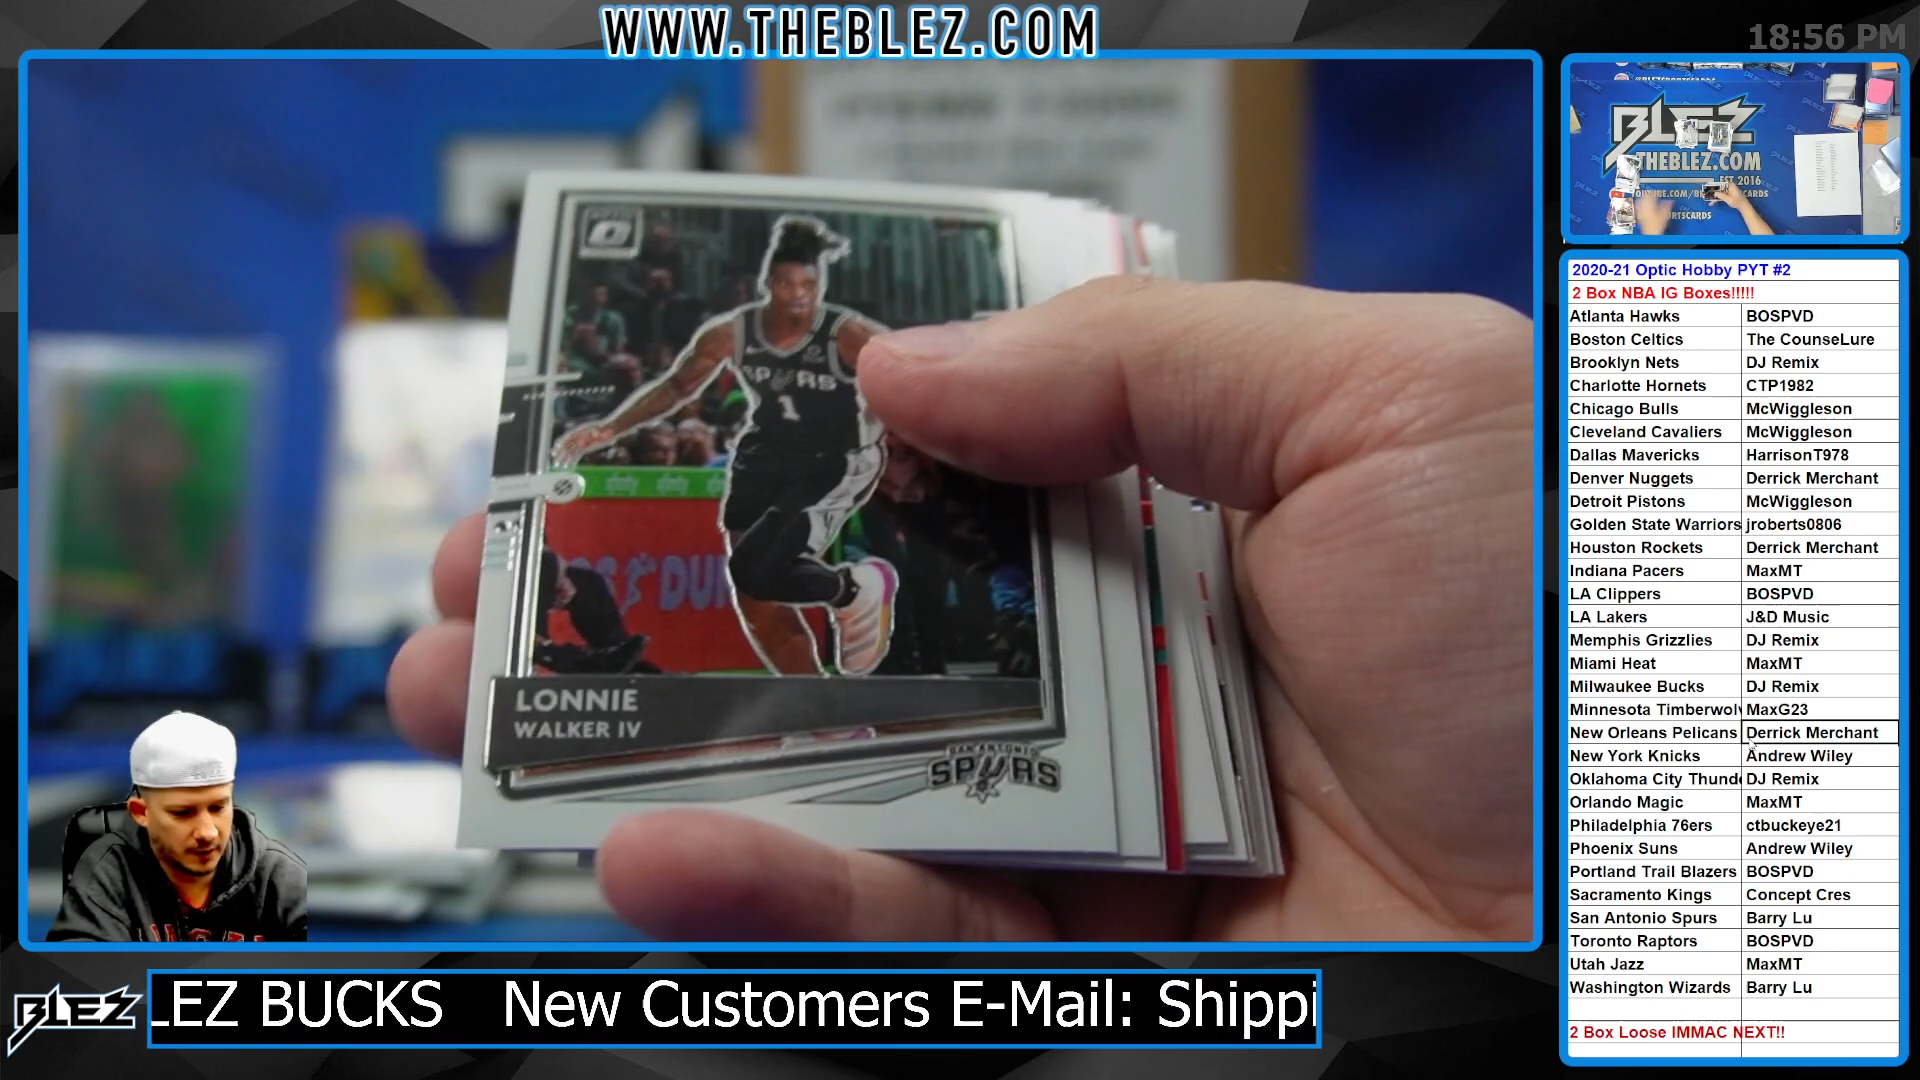 WWW.THEBLEZ.COM
18:56 PM
BLEZ
THEBLEZ.COM
EST 2016
SPURS
1
LONNIE
WALKER IV
SAN ANTONIO
SPURS
2020-21 Optic Hobby PYT #2
2 Box NBA IG Boxes!!!!!
Atlanta Hawks BOSPVD
Boston Celtics The CounseLure
Brooklyn Nets DJ Remix
Charlotte Hornets CTP1982
Chicago Bulls McWiggleson
Cleveland Cavaliers McWiggleson
Dallas Mavericks HarrisonT978
Denver Nuggets Derrick Merchant
Detroit Pistons McWiggleson
Golden State Warriors jroberts0806
Houston Rockets Derrick Merchant
Indiana Pacers MaxMT
LA Clippers BOSPVD
LA Lakers J&D Music
Memphis Grizzlies DJ Remix
Miami Heat MaxMT
Milwaukee Bucks DJ Remix
Minnesota Timberwolv MaxG23
New Orleans Pelicans Derrick Merchant
New York Knicks Andrew Wiley
Oklahoma City Thunde DJ Remix
Orlando Magic MaxMT
Philadelphia 76ers ctbuckeye21
Phoenix Suns Andrew Wiley
Portland Trail Blazers BOSPVD
Sacramento Kings Concept Cres
San Antonio Spurs Barry Lu
Toronto Raptors BOSPVD
Utah Jazz MaxMT
Washington Wizards Barry Lu
2 Box Loose IMMAC NEXT!!
BLEZ
LEZ BUCKS New Customers E-Mail: Shippi